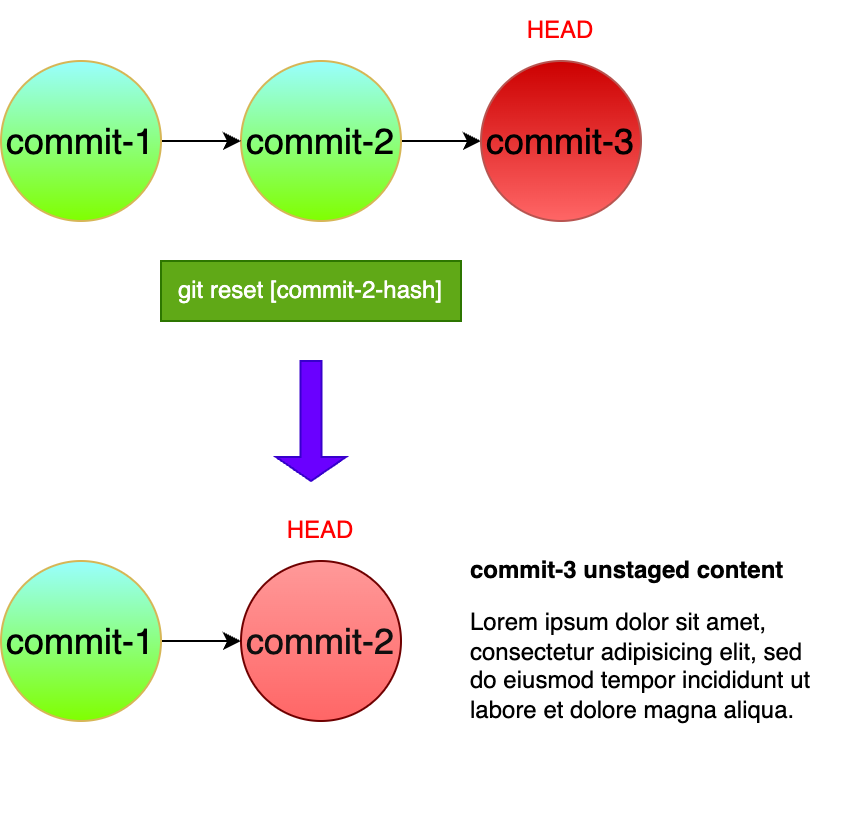 HEAD
commit-1
commit-2
commit-3
git reset [commit-2-hash]
HEAD
commit-1
commit-2
commit-3 unstaged content
Lorem ipsum dolor sit amet,
consectetur adipisicing elit, sed
do eiusmod tempor incididunt ut
labore et dolore magna aliqua.